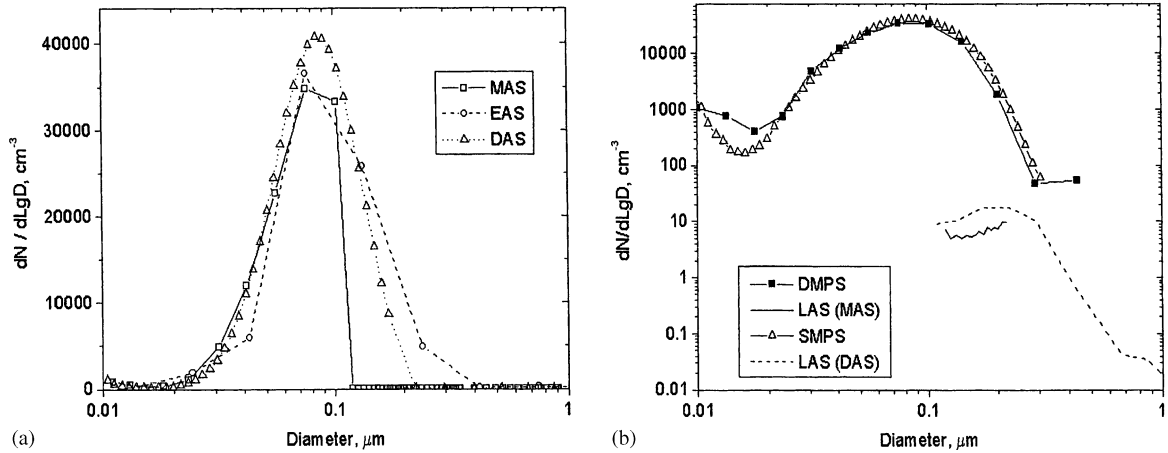 40000
30000
20000
10000
0
dN / dLgD, cm-3
MAS
EAS
DAS
0.01
0.1
1
Diameter, μm
(a)
10000
1000
100
10
1
0.1
0.01
dN/dLgD, cm-3
DMPS
LAS (MAS)
SMPS
LAS (DAS)
0.01
0.1
1
Diameter, μm
(b)